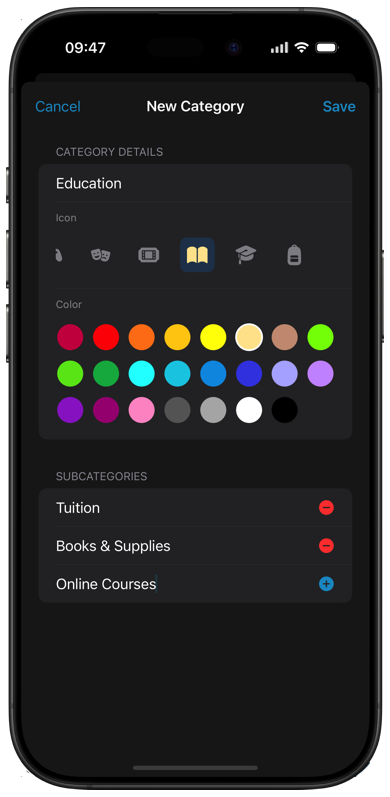 09:47
Cancel New Category Save
CATEGORY DETAILS
Education
Icon
Color
SUBCATEGORIES
Tuition
Books & Supplies
Online Courses